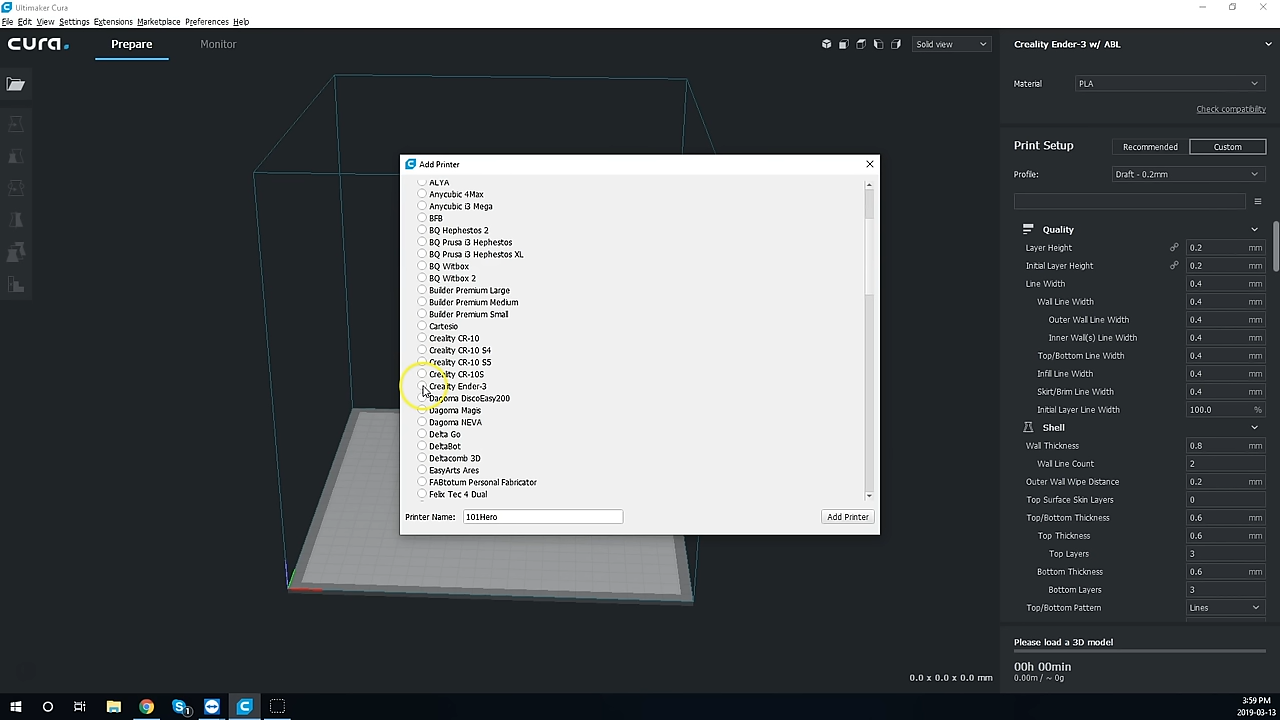 Ultimaker Cura
File Edit View Settings Extensions Marketplace Preferences Help
cura.
Prepare
Monitor
Solid view
Creality Ender-3 w/ ABL
Material
PLA
Check compatibility
Print Setup
Recommended
Custom
Profile:
Draft - 0.2mm
Quality
Layer Height
0.2 mm
Initial Layer Height
0.2 mm
Line Width
0.4 mm
Wall Line Width
0.4 mm
Outer Wall Line Width
0.4 mm
Inner Wall(s) Line Width
0.4 mm
Top/Bottom Line Width
0.4 mm
Infill Line Width
0.4 mm
Skirt/Brim Line Width
0.4 mm
Initial Layer Line Width
100.0 %
Shell
Wall Thickness
0.8 mm
Wall Line Count
2
Outer Wall Wipe Distance
0.2 mm
Top Surface Skin Layers
0
Top/Bottom Thickness
0.6 mm
Top Thickness
0.6 mm
Top Layers
3
Bottom Thickness
0.6 mm
Bottom Layers
3
Top/Bottom Pattern
Lines
Please load a 3D model
00h 00min
0.00m / ~ 0g
Add Printer
ALYA
Anycubic 4Max
Anycubic i3 Mega
BFB
BQ Hephestos 2
BQ Prusa i3 Hephestos
BQ Prusa i3 Hephestos XL
BQ Witbox
BQ Witbox 2
Builder Premium Large
Builder Premium Medium
Builder Premium Small
Cartesio
Creality CR-10
Creality CR-10 S4
Creality CR-10 S5
Creality CR-10S
Creality Ender-3
Dagoma DiscoEasy200
Dagoma Magis
Dagoma NEVA
Delta Go
DeltaBot
Deltacomb 3D
EasyArts Ares
FABtotum Personal Fabricator
Felix Tec 4 Dual
Printer Name:
101Hero
Add Printer
0.0 x 0.0 x 0.0 mm
3:59 PM
2019-03-13